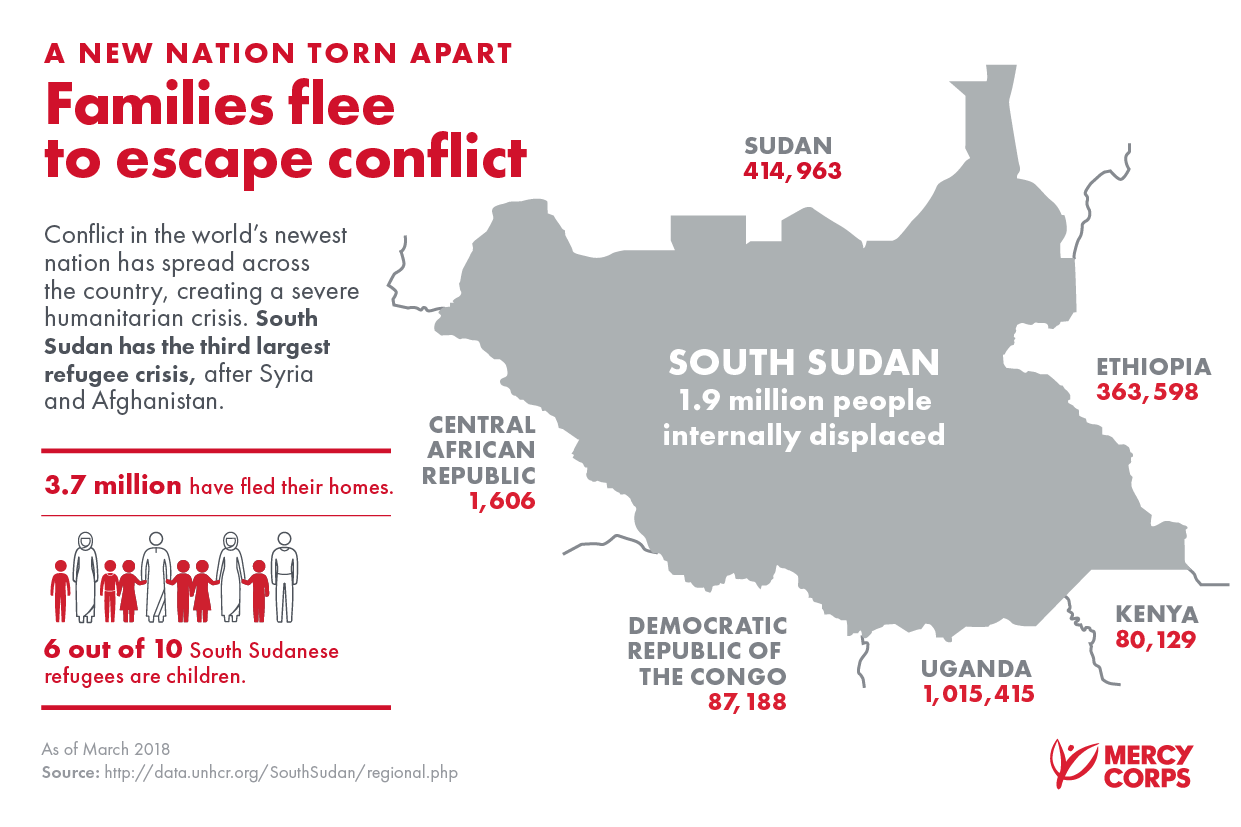 A NEW NATION TORN APART
Families flee
to escape conflict
Conflict in the world's newest
nation has spread across
the country, creating a severe
humanitarian crisis. South
Sudan has the third largest
refugee crisis, after Syria
and Afghanistan.
3.7 million have fled their homes.
6 out of 10 South Sudanese
refugees are children.
As of March 2018
Source: http://data.unhcr.org/SouthSudan/regional.php
SUDAN
414,963
SOUTH SUDAN
1.9 million people
internally displaced
ETHIOPIA
363,598
CENTRAL
AFRICAN
REPUBLIC
1,606
DEMOCRATIC
REPUBLIC OF
THE CONGO
87,188
UGANDA
1,015,415
KENYA
80,129
MERCY
CORPS